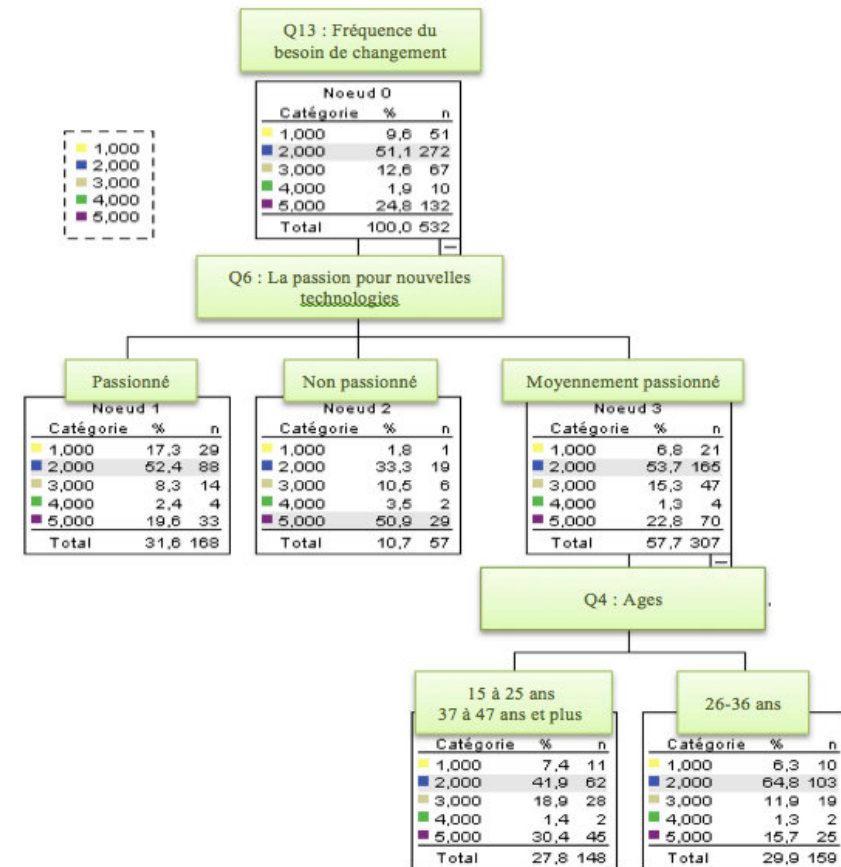 Q13 : Fréquence du
besoin de changement
Noeud 0
Catégorie % n
1,000 9,6 51
2,000 51,1 272
3,000 12,6 67
4,000 1,9 10
5,000 24,8 132
Total 100,0 532
1,000
2,000
3,000
4,000
5,000
Q6 : La passion pour nouvelles
technologies
Passionné
Noeud 1
Catégorie % n
1,000 17,3 29
2,000 52,4 88
3,000 8,3 14
4,000 2,4 4
5,000 19,6 33
Total 31,6 168
Non passionné
Noeud 2
Catégorie % n
1,000 1,8 1
2,000 33,3 19
3,000 10,5 6
4,000 3,5 2
5,000 50,9 29
Total 10,7 57
Moyennement passionné
Noeud 3
Catégorie % n
1,000 6,8 21
2,000 53,7 165
3,000 15,3 47
4,000 1,3 4
5,000 22,8 70
Total 57,7 307
Q4 : Ages
.
15 à 25 ans
37 à 47 ans et plus
Catégorie % n
1,000 7,4 11
2,000 41,9 62
3,000 18,9 28
4,000 1,4 2
5,000 30,4 45
Total 27,8 148
26-36 ans
Catégorie % n
1,000 6,3 10
2,000 64,8 103
3,000 11,9 19
4,000 1,3 2
5,000 15,7 25
Total 29,9 159